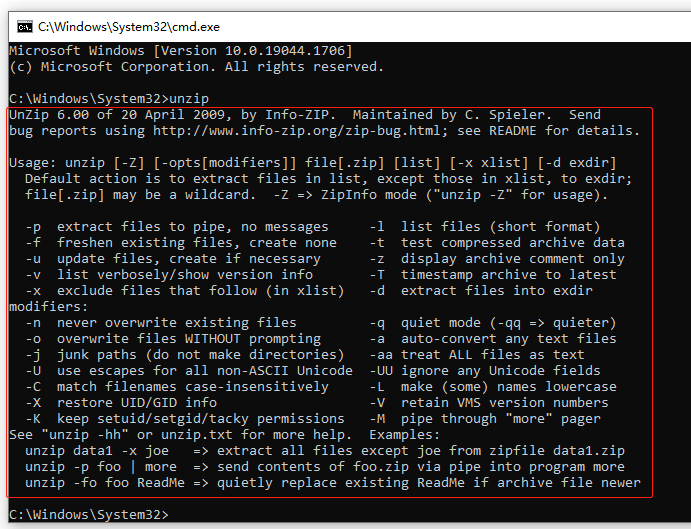 C:\Windows\System32\cmd.exe
Microsoft Windows [Version 10.0.19044.1706]
(c) Microsoft Corporation. All rights reserved.

C:\Windows\System32>unzip
UnZip 6.00 of 20 April 2009, by Info-ZIP.  Maintained by C. Spieler.  Send
bug reports using http://www.info-zip.org/zip-bug.html; see README for details.

Usage: unzip [-Z] [-opts[modifiers]] file[.zip] [list] [-x xlist] [-d exdir]
  Default action is to extract files in list, except those in xlist, to exdir;
  file[.zip] may be a wildcard.  -Z => ZipInfo mode ("unzip -Z" for usage).

  -p  extract files to pipe, no messages     -l  list files (short format)
  -f  freshen existing files, create none    -t  test compressed archive data
  -u  update files, create if necessary      -z  display archive comment only
  -v  list verbosely/show version info       -T  timestamp archive to latest
  -x  exclude files that follow (in xlist)   -d  extract files into exdir
modifiers:
  -n  never overwrite existing files         -q  quiet mode (-qq => quieter)
  -o  overwrite files WITHOUT prompting      -a  auto-convert any text files
  -j  junk paths (do not make directories)   -aa treat ALL files as text
  -U  use escapes for all non-ASCII Unicode  -UU ignore any Unicode fields
  -C  match filenames case-insensitively     -L  make (some) names lowercase
  -X  restore UID/GID info                   -V  retain VMS version numbers
  -K  keep setuid/setgid/tacky permissions   -M  pipe through "more" pager
See "unzip -hh" or unzip.txt for more help.  Examples:
  unzip data1 -x joe   => extract all files except joe from zipfile data1.zip
  unzip -p foo | more  => send contents of foo.zip via pipe into program more
  unzip -fo foo ReadMe => quietly replace existing ReadMe if archive file newer

C:\Windows\System32>